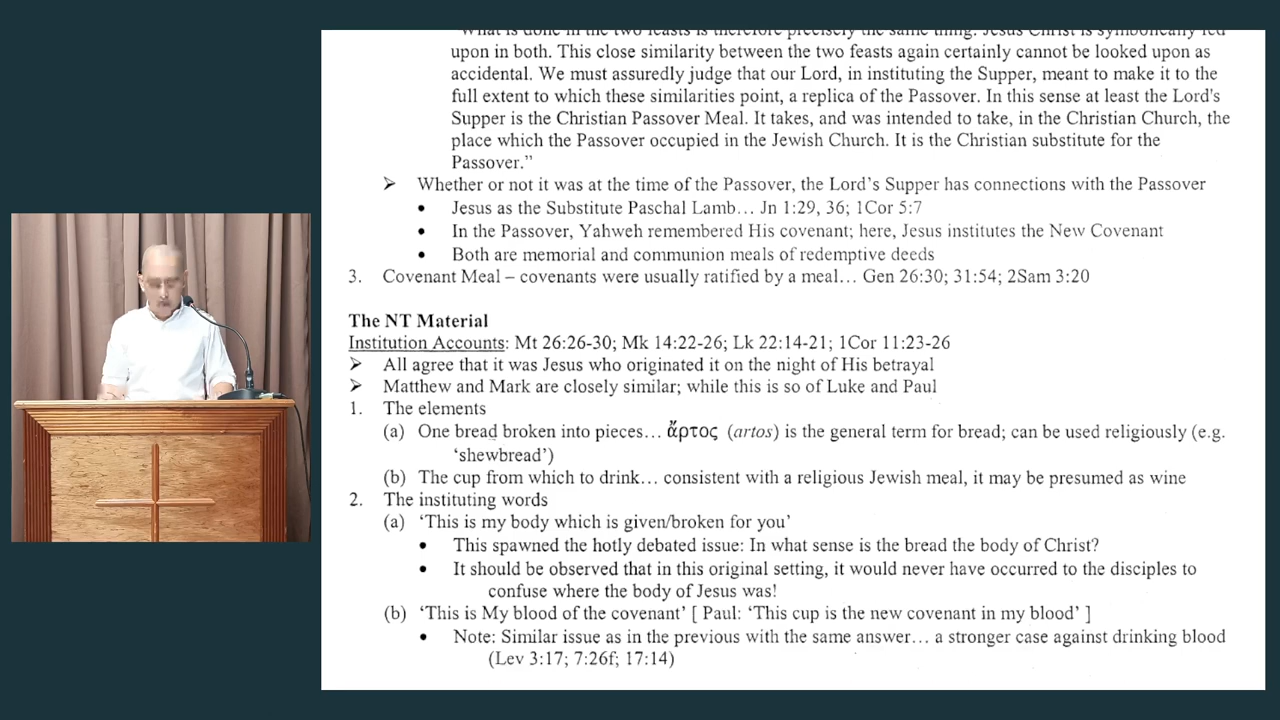 "What is done in the two feasts is therefore precisely the same thing. Jesus Christ is symbolically fed
upon in both. This close similarity between the two feasts again certainly cannot be looked upon as
accidental. We must assuredly judge that our Lord, in instituting the Supper, meant to make it to the
full extent to which these similarities point, a replica of the Passover. In this sense at least the Lord's
Supper is the Christian Passover Meal. It takes, and was intended to take, in the Christian Church, the
place which the Passover occupied in the Jewish Church. It is the Christian substitute for the
Passover."
➢ Whether or not it was at the time of the Passover, the Lord's Supper has connections with the Passover
• Jesus as the Substitute Paschal Lamb… Jn 1:29, 36; 1Cor 5:7
• In the Passover, Yahweh remembered His covenant; here, Jesus institutes the New Covenant
• Both are memorial and communion meals of redemptive deeds
3. Covenant Meal – covenants were usually ratified by a meal… Gen 26:30; 31:54; 2Sam 3:20
The NT Material
Institution Accounts: Mt 26:26-30; Mk 14:22-26; Lk 22:14-21; 1Cor 11:23-26
➢ All agree that it was Jesus who originated it on the night of His betrayal
➢ Matthew and Mark are closely similar; while this is so of Luke and Paul
1. The elements
(a) One bread broken into pieces… ἄρτος (artos) is the general term for bread; can be used religiously (e.g.
'shewbread')
(b) The cup from which to drink… consistent with a religious Jewish meal, it may be presumed as wine
2. The instituting words
(a) 'This is my body which is given/broken for you'
• This spawned the hotly debated issue: In what sense is the bread the body of Christ?
• It should be observed that in this original setting, it would never have occurred to the disciples to
confuse where the body of Jesus was!
(b) 'This is My blood of the covenant' [ Paul: 'This cup is the new covenant in my blood' ]
• Note: Similar issue as in the previous with the same answer… a stronger case against drinking blood
(Lev 3:17; 7:26f; 17:14)